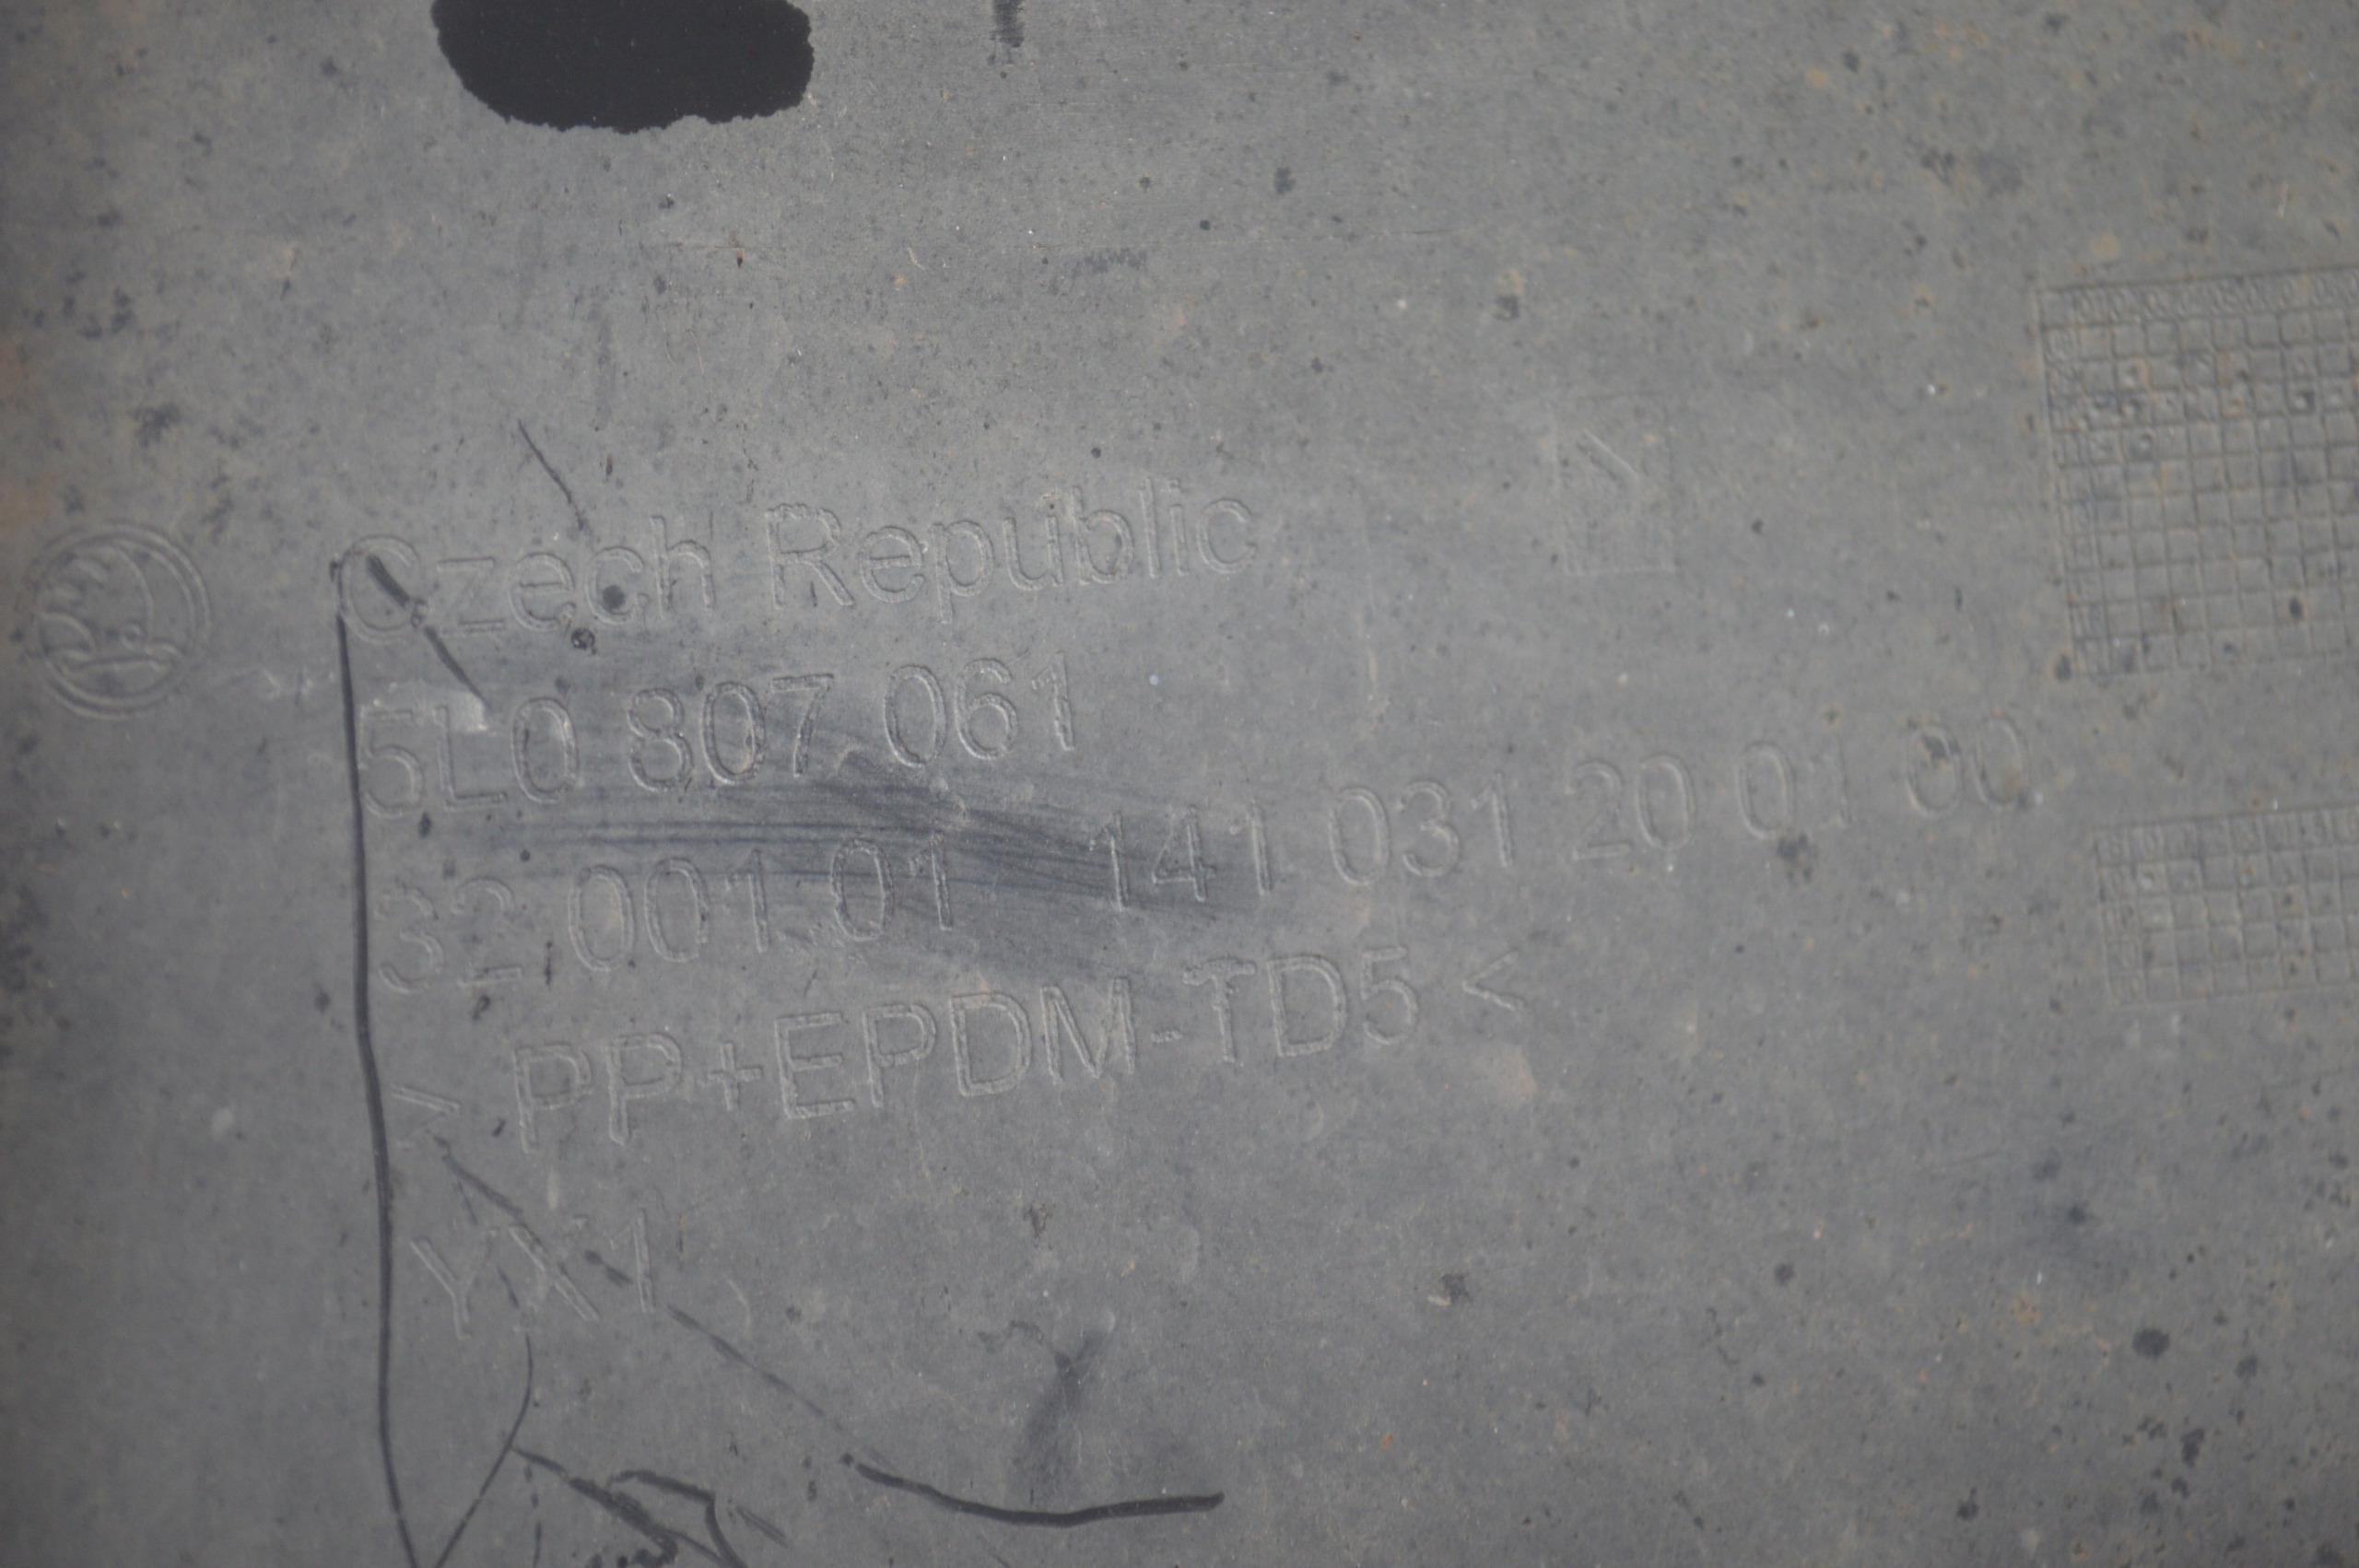 Czech Republic
5L0 807 061
32 001 01 141 031 20 01 00
> PP+EPDM-TD5 <
YX1